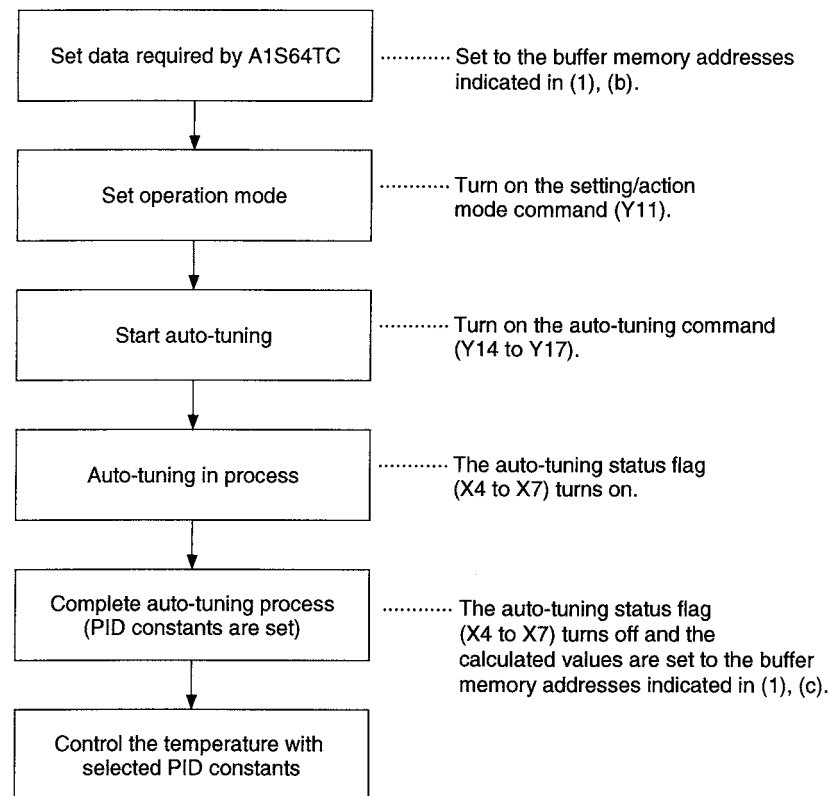 Set data required by A1S64TC
Set to the buffer memory addresses
indicated in (1), (b).
Set operation mode
Turn on the setting/action
mode command (Y11).
Start auto-tuning
Turn on the auto-tuning command
(Y14 to Y17).
Auto-tuning in process
The auto-tuning status flag
(X4 to X7) turns on.
Complete auto-tuning process
(PID constants are set)
The auto-tuning status flag
(X4 to X7) turns off and the
calculated values are set to the buffer
memory addresses indicated in (1), (c).
Control the temperature with
selected PID constants